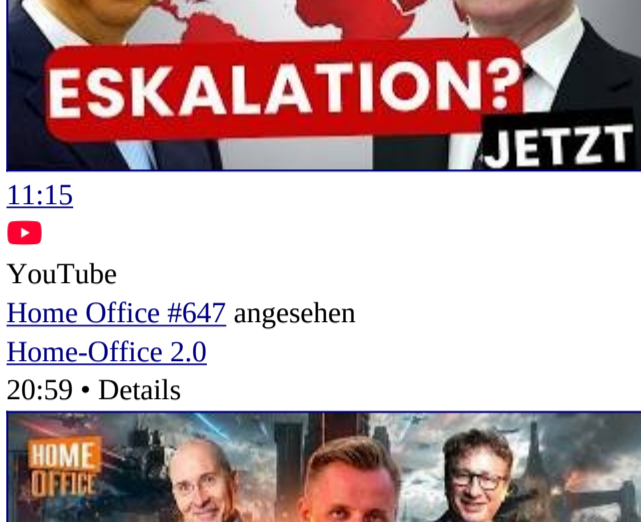 ESKALATION?
JETZT
11:15
YouTube
Home Office #647 angesehen
Home-Office 2.0
20:59 • Details
HOME
OFFICE